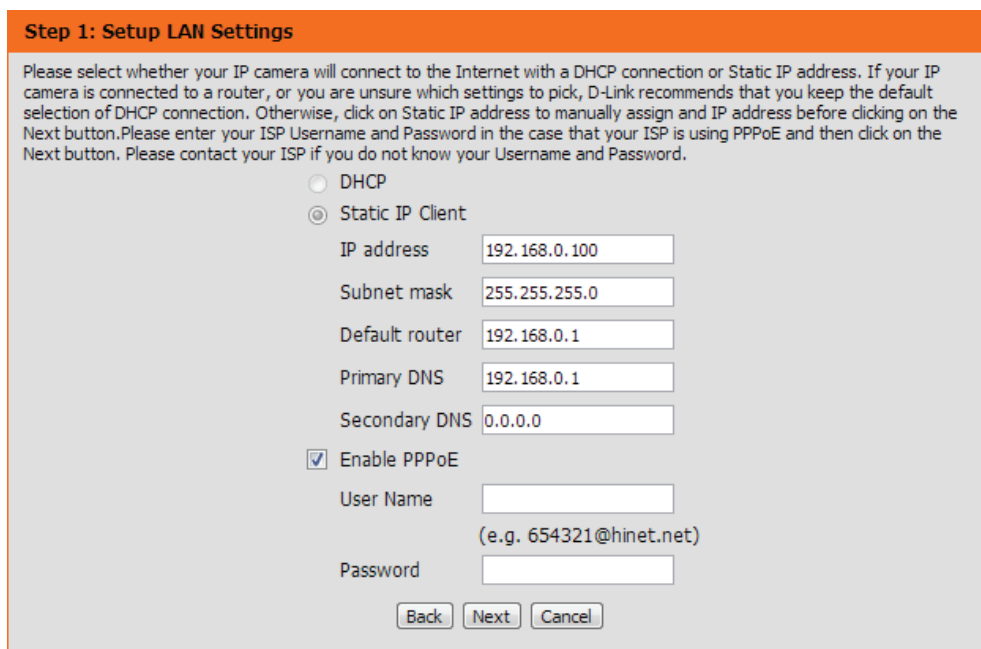 Step 1: Setup LAN Settings
Please select whether your IP camera will connect to the Internet with a DHCP connection or Static IP address. If your IP
camera is connected to a router, or you are unsure which settings to pick, D-Link recommends that you keep the default
selection of DHCP connection. Otherwise, click on Static IP address to manually assign and IP address before clicking on the
Next button.Please enter your ISP Username and Password in the case that your ISP is using PPPoE and then click on the
Next button. Please contact your ISP if you do not know your Username and Password.
DHCP
Static IP Client
IP address 192.168.0.100
Subnet mask 255.255.255.0
Default router 192.168.0.1
Primary DNS 192.168.0.1
Secondary DNS 0.0.0.0
Enable PPPoE
User Name
(e.g. 654321@hinet.net)
Password
Back Next Cancel